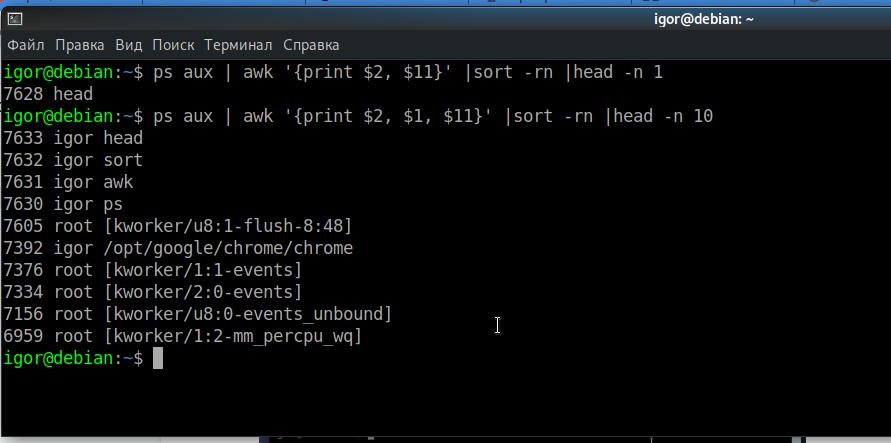 igor@debian: ~
Файл Правка Вид Поиск Терминал Справка
igor@debian:~$ ps aux | awk '{print $2, $11}' |sort -rn |head -n 1
7628 head
igor@debian:~$ ps aux | awk '{print $2, $1, $11}' |sort -rn |head -n 10
7633 igor head
7632 igor sort
7631 igor awk
7630 igor ps
7605 root [kworker/u8:1-flush-8:48]
7392 igor /opt/google/chrome/chrome
7376 root [kworker/1:1-events]
7334 root [kworker/2:0-events]
7156 root [kworker/u8:0-events_unbound]
6959 root [kworker/1:2-mm_percpu_wq]
igor@debian:~$